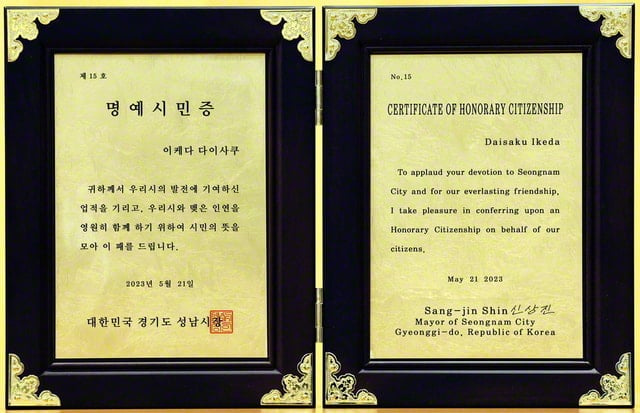 제 15 호
명예시민증
이케다 다이사쿠
귀하께서 우리시의 발전에 기여하신
업적을 기리고, 우리시와 맺은 인연을
영원히 함께 하기 위하여 시민의 뜻을
모아 이 패를 드립니다.
2023년 5월 21일
대한민국 경기도 성남시장
No.15
CERTIFICATE OF HONORARY CITIZENSHIP
Daisaku Ikeda
To applaud your devotion to Seongnam
City and for our everlasting friendship,
I take pleasure in conferring upon an
Honorary Citizenship on behalf of our
citizens.
May 21 2023
Sang-jin Shin 신상진
Mayor of Seongnam City
Gyeonggi-do, Republic of Korea